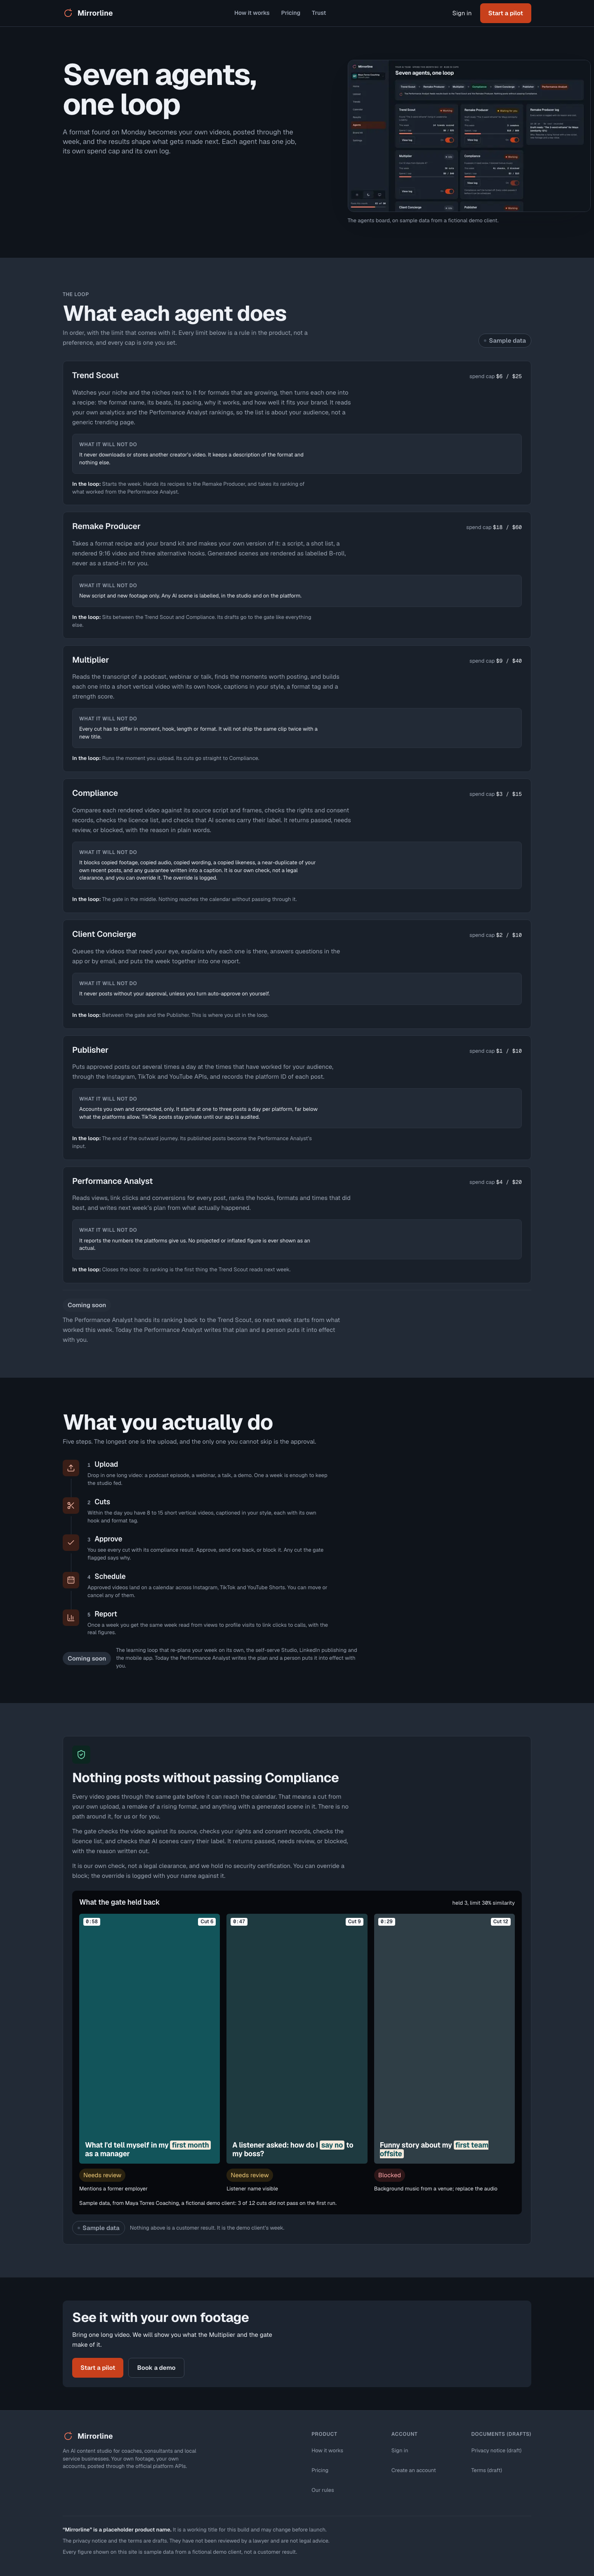 Mirrorline
How it works
Pricing
Trust
Sign in
Start a pilot
Seven agents,
one loop
A format found on Monday becomes your own videos, posted through the
week, and the results shape what gets made next. Each agent has one job,
its own spend cap and its own log.
Mirrorline
Seven agents, one loop
Trend Scout
Remake Producer
Multiplier
Compliance
Client Concierge
Publisher
Performance Analyst
The agents board, on sample data from a fictional demo client.
THE LOOP
What each agent does
In order, with the limit that comes with it. Every limit below is a rule in the product, not a
preference, and every cap is one you set.
Sample data
Trend Scout
spend cap $6 / $25
Watches your niche and the niches next to it for formats that are growing, then turns each one into
a recipe: the format name, its beats, its pacing, why it works, and how well it fits your brand. It reads
your own analytics and the Performance Analyst rankings, so the list is about your audience, not a
generic trending page.
WHAT IT WILL NOT DO
It never downloads or stores another creator's video. It keeps a description of the format and
nothing else.
In the loop: Starts the week. Hands its recipes to the Remake Producer, and takes its ranking of
what worked from the Performance Analyst.
Remake Producer
spend cap $18 / $60
Takes a format recipe and your brand kit and makes your own version of it: a script, a shot list, a
rendered 9:16 video and three alternative hooks. Generated scenes are rendered as labelled B-roll,
never as a stand-in for you.
WHAT IT WILL NOT DO
New script and new footage only. Any AI scene is labelled, in the studio and on the platform.
In the loop: Sits between the Trend Scout and Compliance. Its drafts go to the gate like everything
else.
Multiplier
spend cap $9 / $40
Reads the transcript of a podcast, webinar or talk, finds the moments worth posting, and builds
each one into a short vertical video with its own hook, captions in your style, a format tag and a
strength score.
WHAT IT WILL NOT DO
Every cut has to differ in moment, hook, length or format. It will not ship the same clip twice with a
new title.
In the loop: Runs the moment you upload. Its cuts go straight to Compliance.
Compliance
spend cap $3 / $15
Compares each rendered video against its source script and frames, checks the rights and consent
records, checks the licence list, and checks that AI scenes carry their label. It returns passed, needs
review, or blocked, with the reason in plain words.
WHAT IT WILL NOT DO
It blocks copied footage, copied audio, copied wording, a copied likeness, a near-duplicate of your
own recent posts, and any guarantee written into a caption. It is our own check, not a legal
clearance, and you can override it. The override is logged.
In the loop: The gate in the middle. Nothing reaches the calendar without passing through it.
Client Concierge
spend cap $2 / $10
Queues the videos that need your eye, explains why each one is there, answers questions in the
app or by email, and puts the week together into one report.
WHAT IT WILL NOT DO
It never posts without your approval, unless you turn auto-approve on yourself.
In the loop: Between the gate and the Publisher. This is where you sit in the loop.
Publisher
spend cap $1 / $10
Puts approved posts out several times a day at the times that have worked for your audience,
through the Instagram, TikTok and YouTube APIs, and records the platform ID of each post.
WHAT IT WILL NOT DO
Accounts you own and connected, only. It starts at one to three posts a day per platform, far below
what the platforms allow. TikTok posts stay private until our app is audited.
In the loop: The end of the outward journey. Its published posts become the Performance Analyst's
input.
Performance Analyst
spend cap $4 / $20
Reads views, link clicks and conversions for every post, ranks the hooks, formats and times that did
best, and writes next week's plan from what actually happened.
WHAT IT WILL NOT DO
It reports the numbers the platforms give us. No projected or inflated figure is ever shown as an
actual.
In the loop: Closes the loop: its ranking is the first thing the Trend Scout reads next week.
Coming soon
The Performance Analyst hands its ranking back to the Trend Scout, so next week starts from what
worked this week. Today the Performance Analyst writes that plan and a person puts it into effect
with you.
What you actually do
Five steps. The longest one is the upload, and the only one you cannot skip is the approval.
1 Upload
Drop in one long video: a podcast episode, a webinar, a talk, a demo. One a week is enough to keep
the studio fed.
2 Cuts
Within the day you have 8 to 15 short vertical videos, captioned in your style, each with its own
hook and format tag.
3 Approve
You see every cut with its compliance result. Approve, send one back, or block it. Any cut the gate
flagged says why.
4 Schedule
Approved videos land on a calendar across Instagram, TikTok and YouTube Shorts. You can move or
cancel any of them.
5 Report
Once a week you get the same week read from views to profile visits to link clicks to calls, with the
real figures.
Coming soon
The learning loop that re-plans your week on its own, the self-serve Studio, LinkedIn publishing and
the mobile app. Today the Performance Analyst writes the plan and a person puts it into effect with
you.
Nothing posts without passing Compliance
Every video goes through the same gate before it can reach the calendar. That means a cut from
your own upload, a remake of a rising format, and anything with a generated scene in it. There is no
path around it, for us or for you.
The gate checks the video against its source, checks your rights and consent records, checks the
licence list, and checks that AI scenes carry their label. It returns passed, needs review, or blocked,
with the reason written out.
It is our own check, not a legal clearance, and we hold no security certification. You can override a
block; the override is logged with your name against it.
What the gate held back
held 3, limit 30% similarity
0:58
Cut 6
0:47
Cut 9
0:29
Cut 12
What I'd tell myself in my first month
as a manager
A listener asked: how do I say no to
my boss?
Funny story about my first team
offsite
Needs review
Needs review
Blocked
Mentions a former employer
Listener name visible
Background music from a venue; replace the audio
Sample data, from Maya Torres Coaching, a fictional demo client: 3 of 12 cuts did not pass on the first run.
Sample data
Nothing above is a customer result. It is the demo client's week.
See it with your own footage
Bring one long video. We will show you what the Multiplier and the gate
make of it.
Start a pilot
Book a demo
Mirrorline
An AI content studio for coaches, consultants and local
service businesses. Your own footage, your own
accounts, posted through the official platform APIs.
PRODUCT
How it works
Pricing
Our rules
ACCOUNT
Sign in
Create an account
DOCUMENTS (DRAFTS)
Privacy notice (draft)
Terms (draft)
"Mirrorline" is a placeholder product name. It is a working title for this build and may change before launch.
The privacy notice and the terms are drafts. They have not been reviewed by a lawyer and are not legal advice.
Every figure shown on this site is sample data from a fictional demo client, not a customer result.